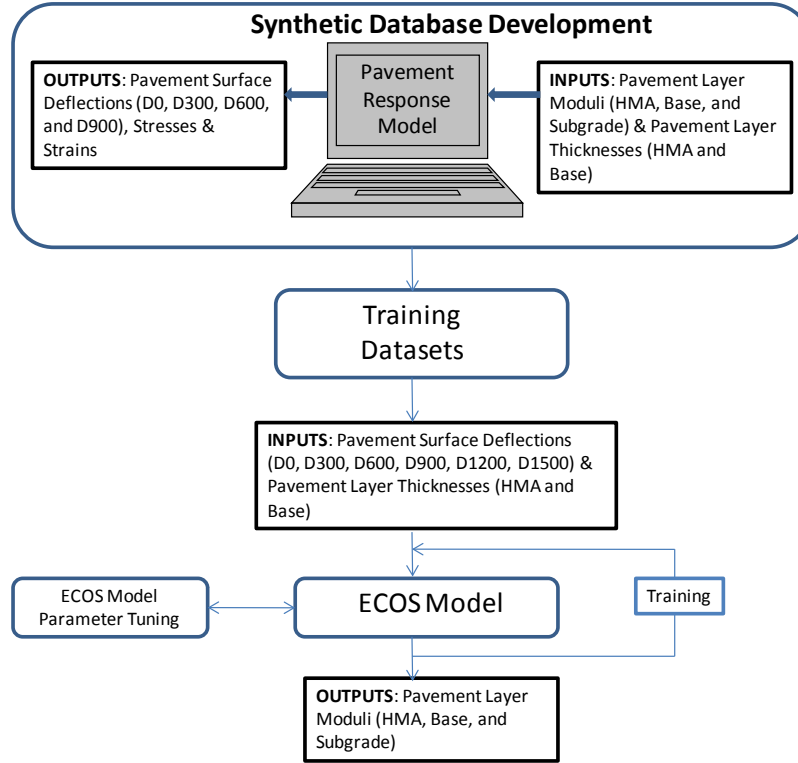 Synthetic Database Development
OUTPUTS: Pavement Surface
Deflections (D0, D300, D600,
and D900), Stresses &
Strains
Pavement
Response
Model
INPUTS: Pavement Layer
Moduli (HMA, Base, and
Subgrade) & Pavement Layer
Thicknesses (HMA and
Base)
Training
Datasets
INPUTS: Pavement Surface Deflections
(D0, D300, D600, D900, D1200, D1500) &
Pavement Layer Thicknesses (HMA and
Base)
ECOS Model
Parameter Tuning
ECOS Model
Training
OUTPUTS: Pavement Layer
Moduli (HMA, Base, and
Subgrade)